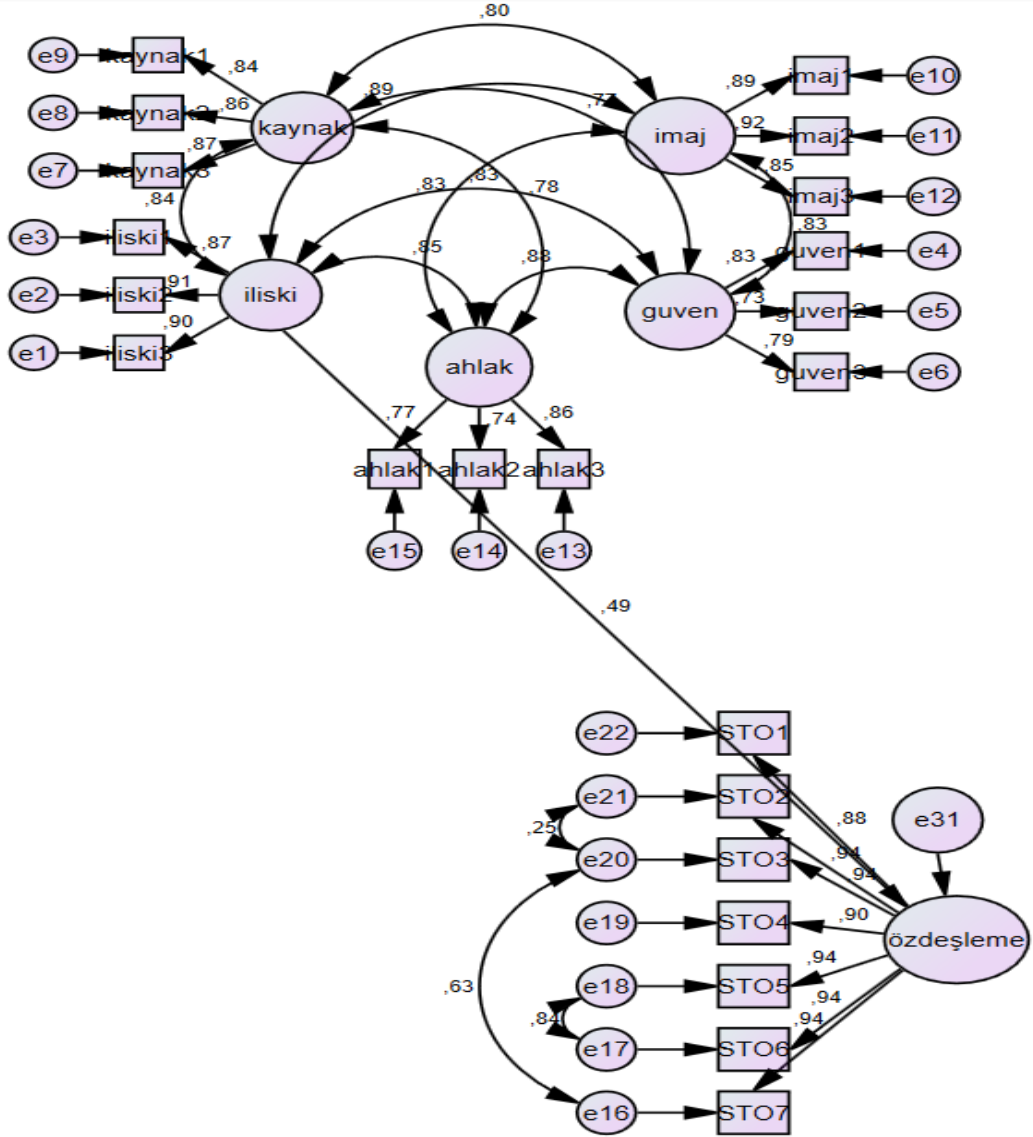 ,80
e9
kaynak1
,84
imaj1
,89
e10
e8
kaynak2
,86
kaynak
,89
,77
imaj
,92
imaj2
e11
e7
kaynak3
,87
,84
,83
,83
,78
,85
imaj3
e12
e3
iliski1
,87
,85
,88
,83
,83
guven1
e4
e2
iliski2
,91
iliski
guven
,73
guven2
e5
e1
iliski3
,90
ahlak
,79
guven3
e6
,77
,74
,86
ahlak1
ahlak2
ahlak3
e15
e14
e13
,49
e22
STO1
e21
STO2
,88
e31
,25
,94
e20
STO3
,94
e19
STO4
,90
özdeşleme
,94
,63
e18
STO5
,94
,84
,94
e17
STO6
e16
STO7